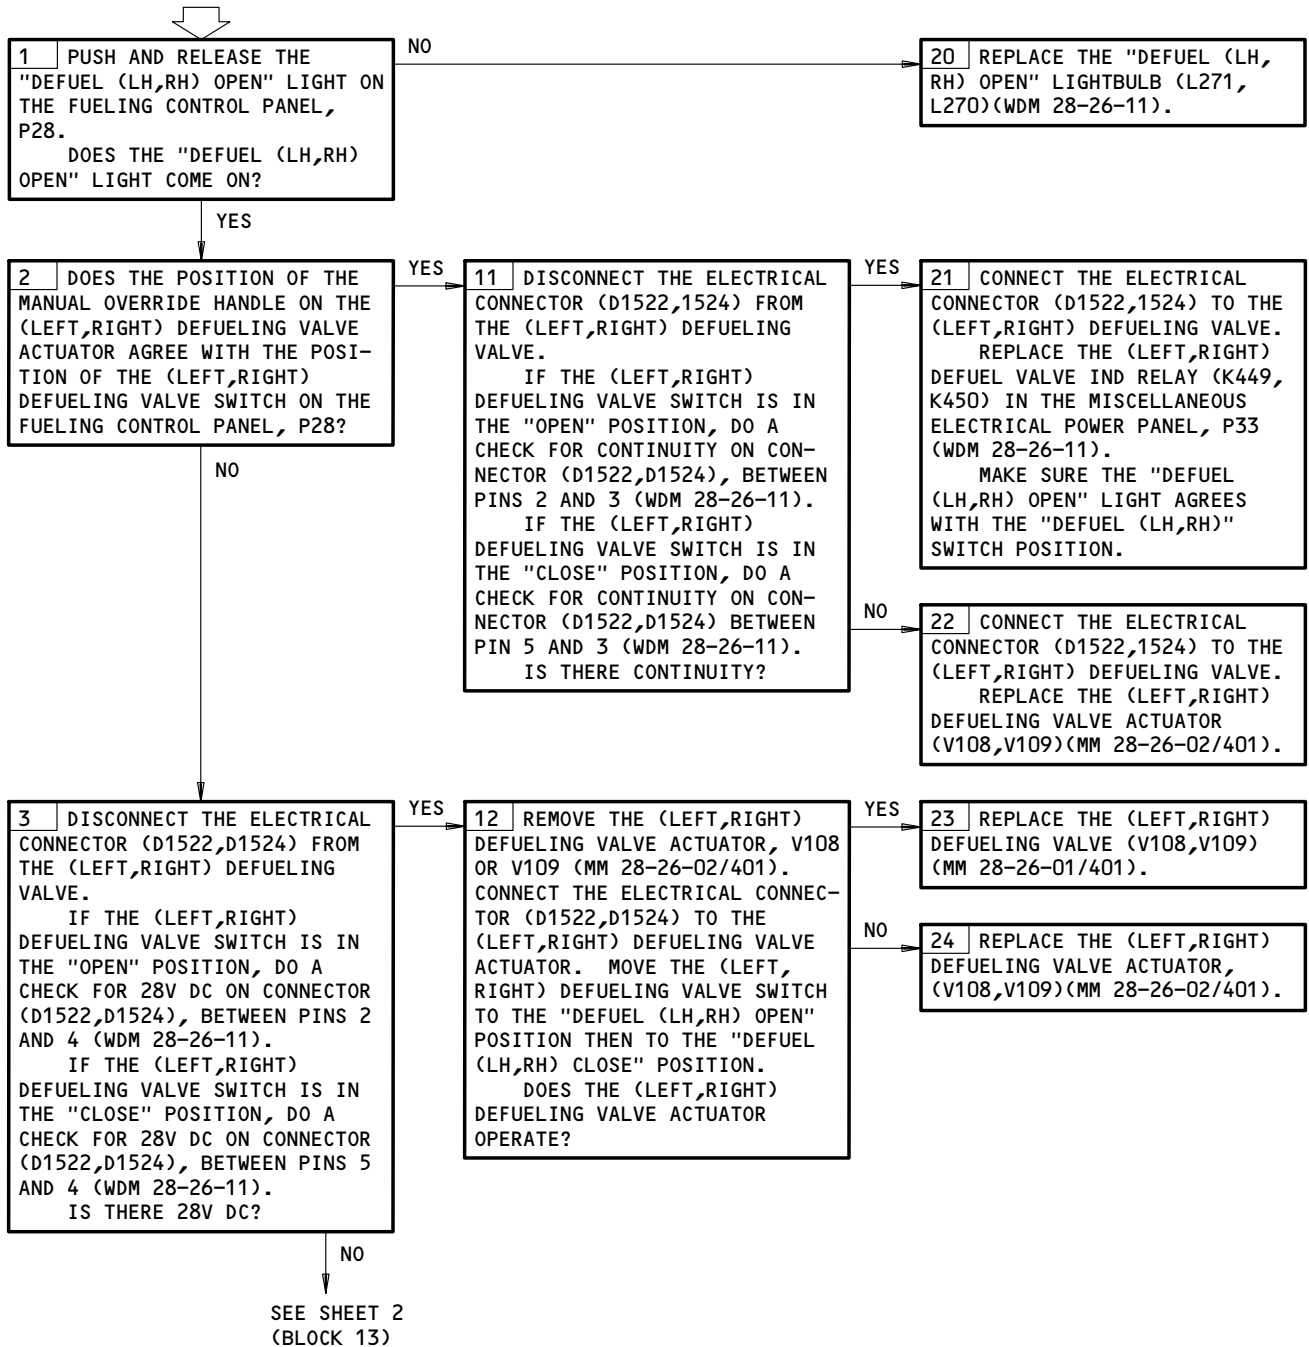 1 PUSH AND RELEASE THE
"DEFUEL (LH,RH) OPEN" LIGHT ON
THE FUELING CONTROL PANEL,
P28.
DOES THE "DEFUEL (LH,RH)
OPEN" LIGHT COME ON?
NO
20 REPLACE THE "DEFUEL (LH,
RH) OPEN" LIGHTBULB (L271,
L270)(WDM 28-26-11).
YES
2 DOES THE POSITION OF THE
MANUAL OVERRIDE HANDLE ON THE
(LEFT,RIGHT) DEFUELING VALVE
ACTUATOR AGREE WITH THE POSI-
TION OF THE (LEFT,RIGHT)
DEFUELING VALVE SWITCH ON THE
FUELING CONTROL PANEL, P28?
YES
11 DISCONNECT THE ELECTRICAL
CONNECTOR (D1522,1524) FROM
THE (LEFT,RIGHT) DEFUELING
VALVE.
IF THE (LEFT,RIGHT)
DEFUELING VALVE SWITCH IS IN
THE "OPEN" POSITION, DO A
CHECK FOR CONTINUITY ON CON-
NECTOR (D1522,D1524), BETWEEN
PINS 2 AND 3 (WDM 28-26-11).
IF THE (LEFT,RIGHT)
DEFUELING VALVE SWITCH IS IN
THE "CLOSE" POSITION, DO A
CHECK FOR CONTINUITY ON CON-
NECTOR (D1522,D1524) BETWEEN
PIN 5 AND 3 (WDM 28-26-11).
IS THERE CONTINUITY?
YES
21 CONNECT THE ELECTRICAL
CONNECTOR (D1522,1524) TO THE
(LEFT,RIGHT) DEFUELING VALVE.
REPLACE THE (LEFT,RIGHT)
DEFUEL VALVE IND RELAY (K449,
K450) IN THE MISCELLANEOUS
ELECTRICAL POWER PANEL, P33
(WDM 28-26-11).
MAKE SURE THE "DEFUEL
(LH,RH) OPEN" LIGHT AGREES
WITH THE "DEFUEL (LH,RH)"
SWITCH POSITION.
NO
22 CONNECT THE ELECTRICAL
CONNECTOR (D1522,1524) TO THE
(LEFT,RIGHT) DEFUELING VALVE.
REPLACE THE (LEFT,RIGHT)
DEFUELING VALVE ACTUATOR
(V108,V109)(MM 28-26-02/401).
NO
3 DISCONNECT THE ELECTRICAL
CONNECTOR (D1522,D1524) FROM
THE (LEFT,RIGHT) DEFUELING
VALVE.
IF THE (LEFT,RIGHT)
DEFUELING VALVE SWITCH IS IN
THE "OPEN" POSITION, DO A
CHECK FOR 28V DC ON CONNECTOR
(D1522,D1524), BETWEEN PINS 2
AND 4 (WDM 28-26-11).
IF THE (LEFT,RIGHT)
DEFUELING VALVE SWITCH IS IN
THE "CLOSE" POSITION, DO A
CHECK FOR 28V DC ON CONNECTOR
(D1522,D1524), BETWEEN PINS 5
AND 4 (WDM 28-26-11).
IS THERE 28V DC?
YES
12 REMOVE THE (LEFT,RIGHT)
DEFUELING VALVE ACTUATOR, V108
OR V109 (MM 28-26-02/401).
CONNECT THE ELECTRICAL CONNEC-
TOR (D1522,D1524) TO THE
(LEFT,RIGHT) DEFUELING VALVE
ACTUATOR. MOVE THE (LEFT,
RIGHT) DEFUELING VALVE SWITCH
TO THE "DEFUEL (LH,RH) OPEN"
POSITION THEN TO THE "DEFUEL
(LH,RH) CLOSE" POSITION.
DOES THE (LEFT,RIGHT)
DEFUELING VALVE ACTUATOR
OPERATE?
YES
23 REPLACE THE (LEFT,RIGHT)
DEFUELING VALVE (V108,V109)
(MM 28-26-01/401).
NO
24 REPLACE THE (LEFT,RIGHT)
DEFUELING VALVE ACTUATOR,
(V108,V109)(MM 28-26-02/401).
NO
SEE SHEET 2
(BLOCK 13)